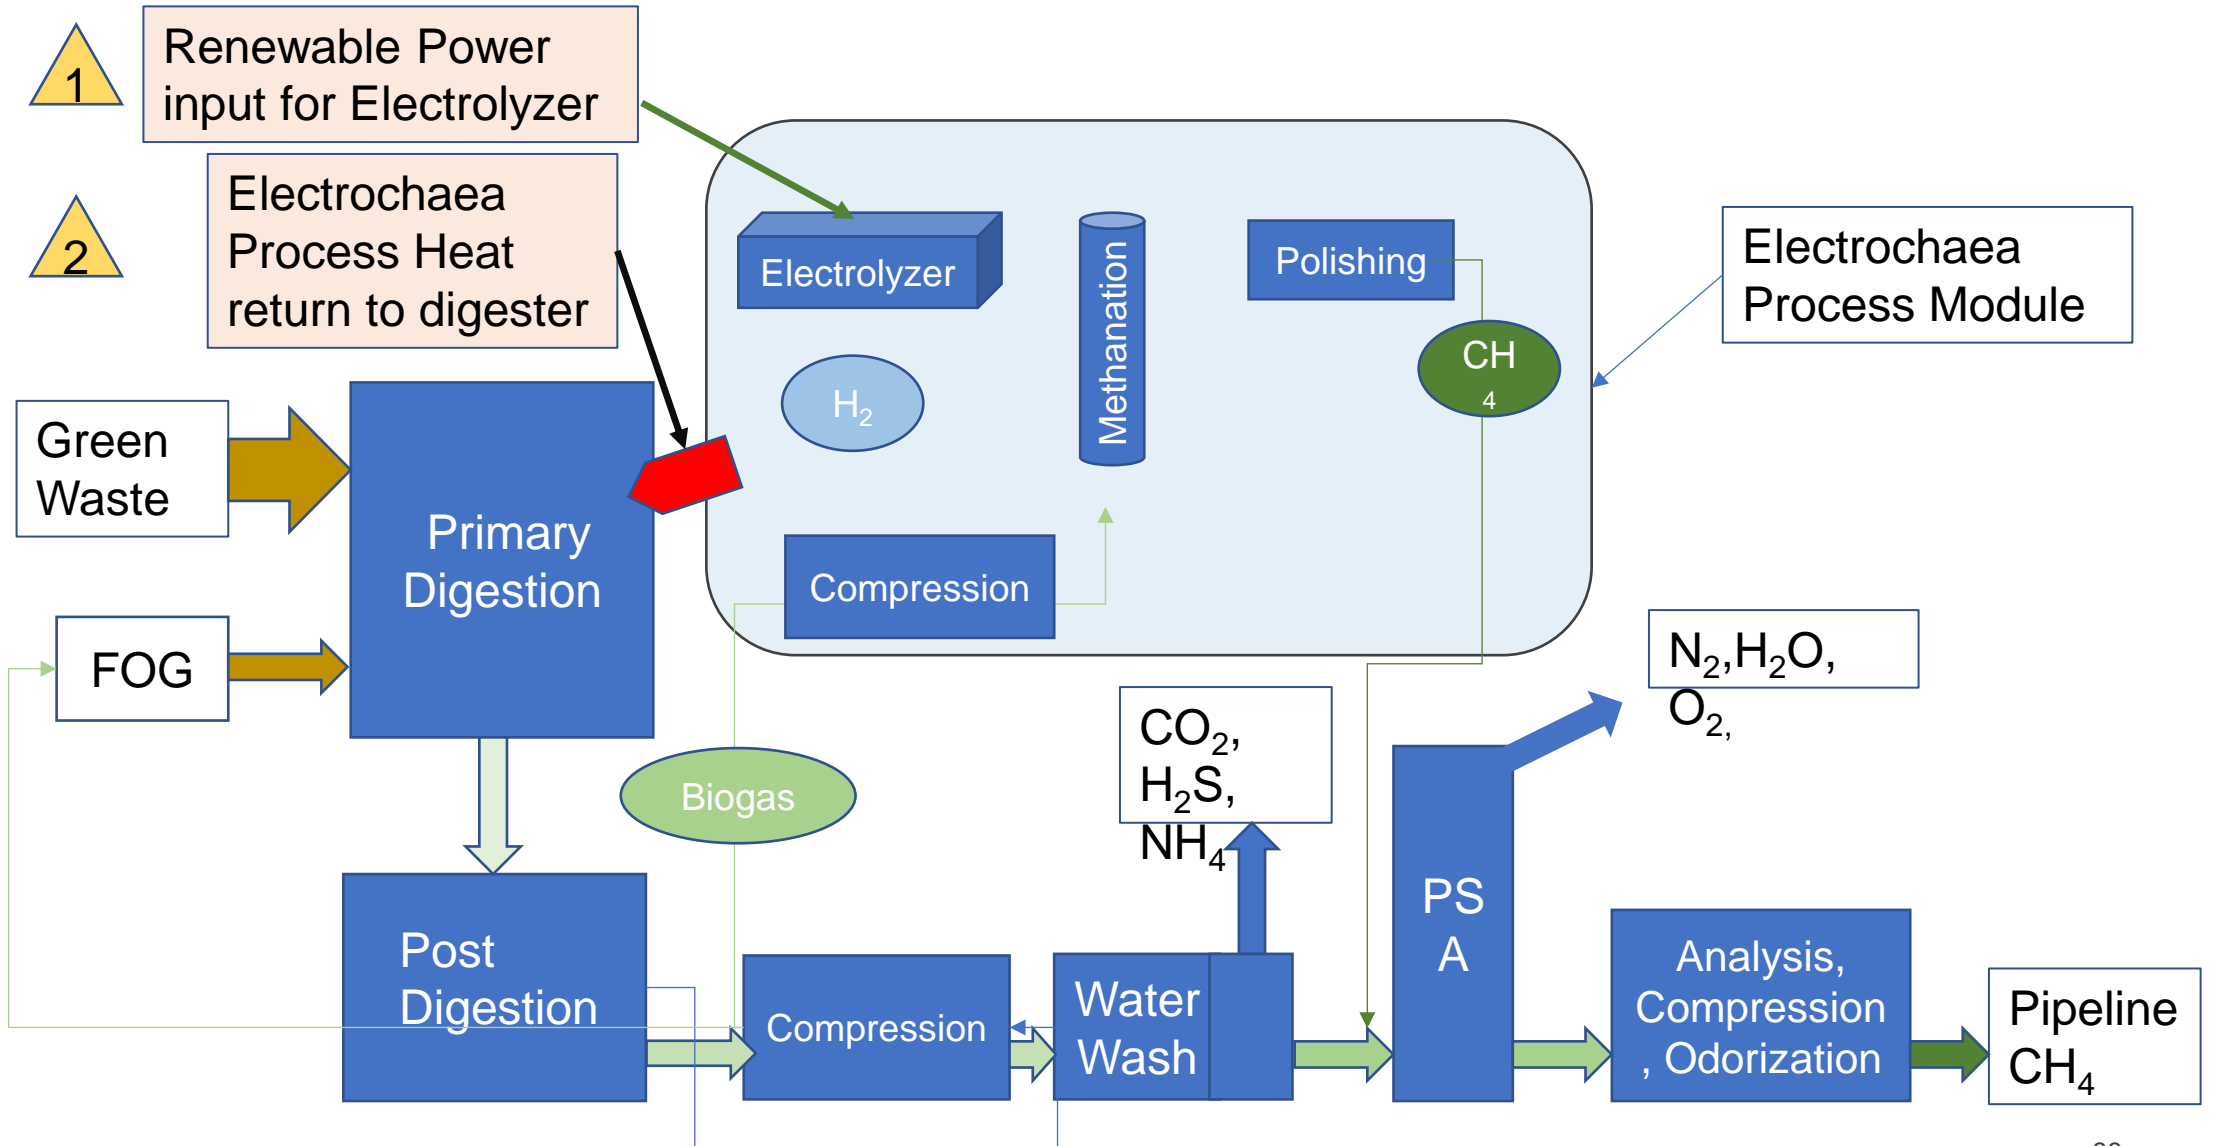 1
Renewable Power
input for Electrolyzer
2
Electrochaea
Process Heat
return to digester
Electrolyzer
Methanation
Polishing
Electrochaea
Process Module
H₂
CH
4
Green
Waste
Primary
Digestion
Compression
FOG
N₂,H₂O,
O₂,
CO₂,
H₂S,
NH₄
Biogas
PS
A
Post
Digestion
Compression
Water
Wash
Analysis,
Compression
, Odorization
Pipeline
CH₄